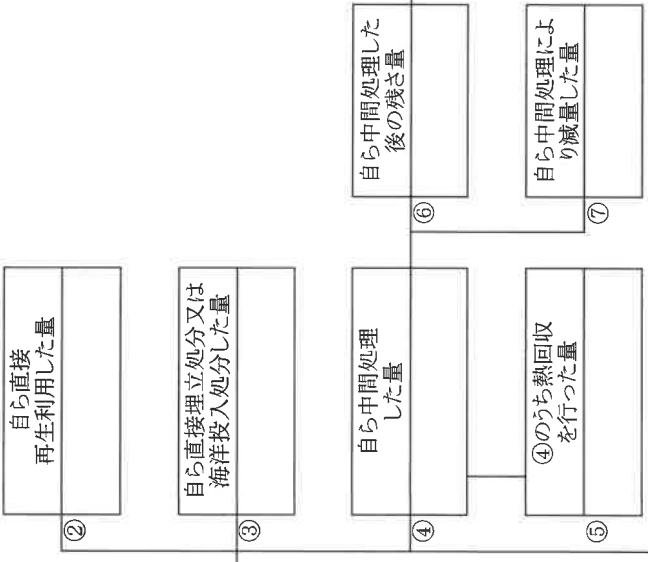 自ら直接
再生利用した量
②
自ら直接埋立処分又は
海洋投入処分した量
③
自ら中間処理
した量
④
④のうち熱回収
を行った量
⑤
自ら中間処理した
後の残さ量
⑥
自ら中間処理によ
り減量した量
⑦